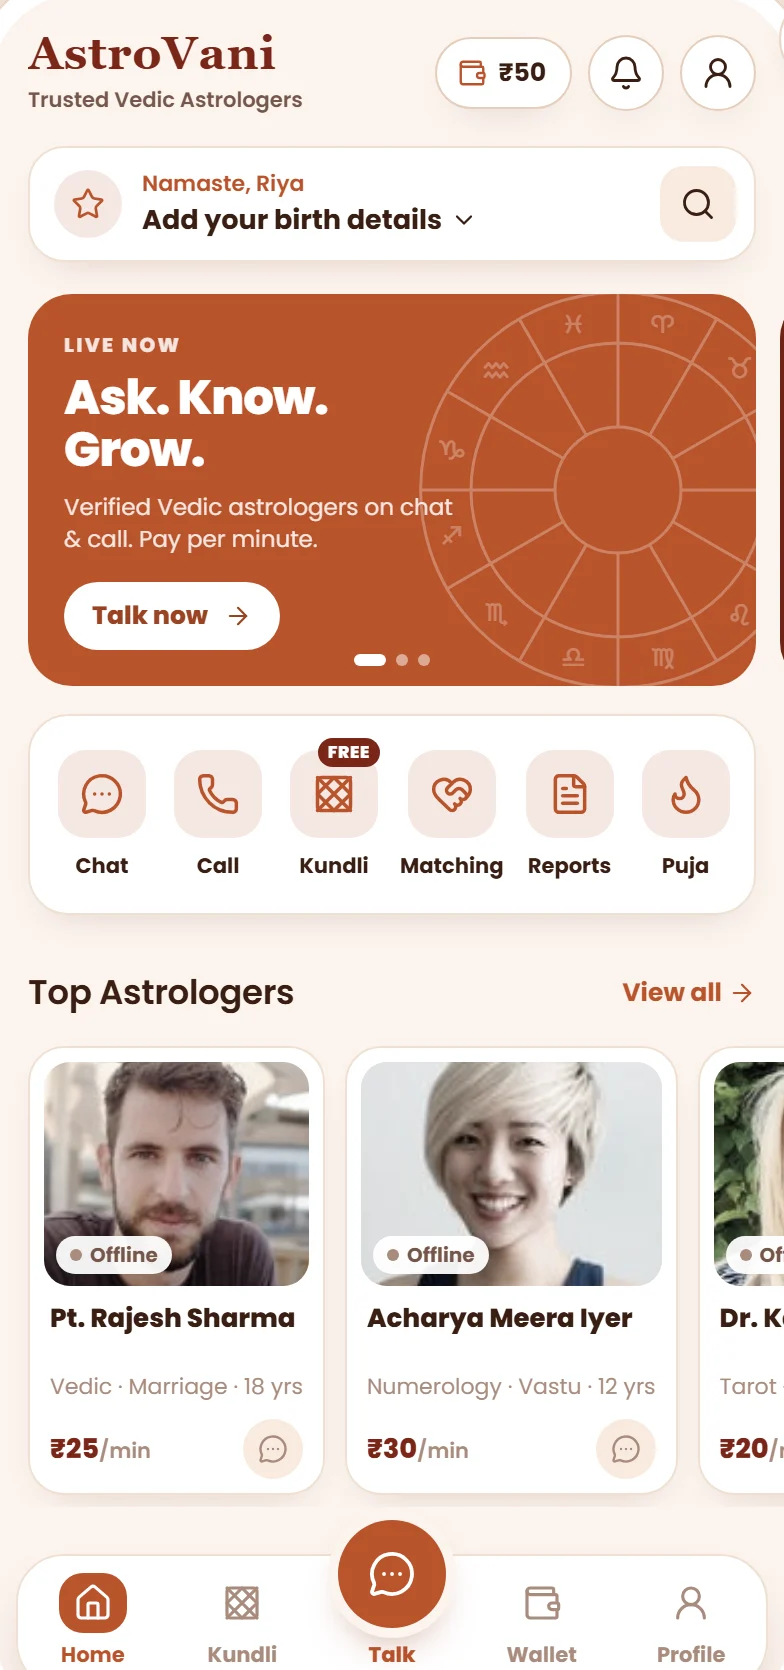 AstroVani
Trusted Vedic Astrologers
₹50
Namaste, Riya
Add your birth details
LIVE NOW
Ask. Know.
Grow.
Verified Vedic astrologers on chat
& call. Pay per minute.
Talk now
FREE
Chat
Call
Kundli
Matching
Reports
Puja
Top Astrologers
View all
Offline
Offline
Pt. Rajesh Sharma
Acharya Meera Iyer
Dr.
Vedic · Marriage · 18 yrs
Numerology · Vastu · 12 yrs
Tarot
₹25/min
₹30/min
₹20/
Home
Kundli
Talk
Wallet
Profile